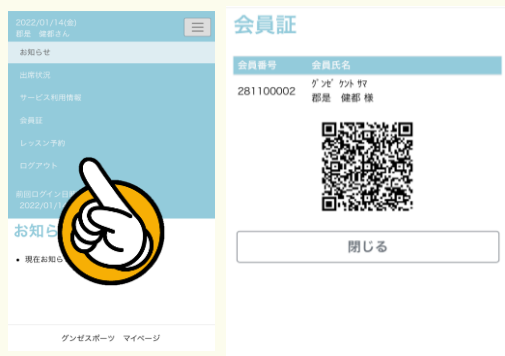 2022/01/14(金)
郡是 健都さん
お知らせ
出席状況
サービス利用情報
会員証
レッスン予約
ログアウト
前回ログイン日
2022/01/1
お知ら
• 現在お知ら
グンゼスポーツ マイページ
会員証
会員番号 会員氏名
281100002 グンゼ ケント サマ
郡是 健都 様
閉じる